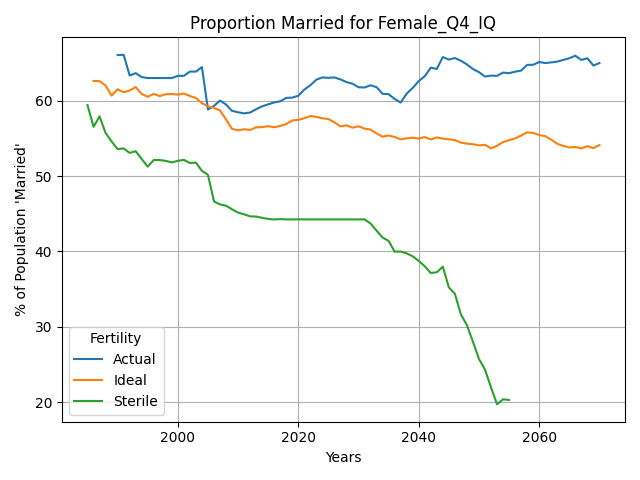 Proportion Married for Female_Q4_IQ
% of Population 'Married'
60
50
40
30
20
Fertility
Actual
Ideal
Sterile
2000 2020 2040 2060
Years